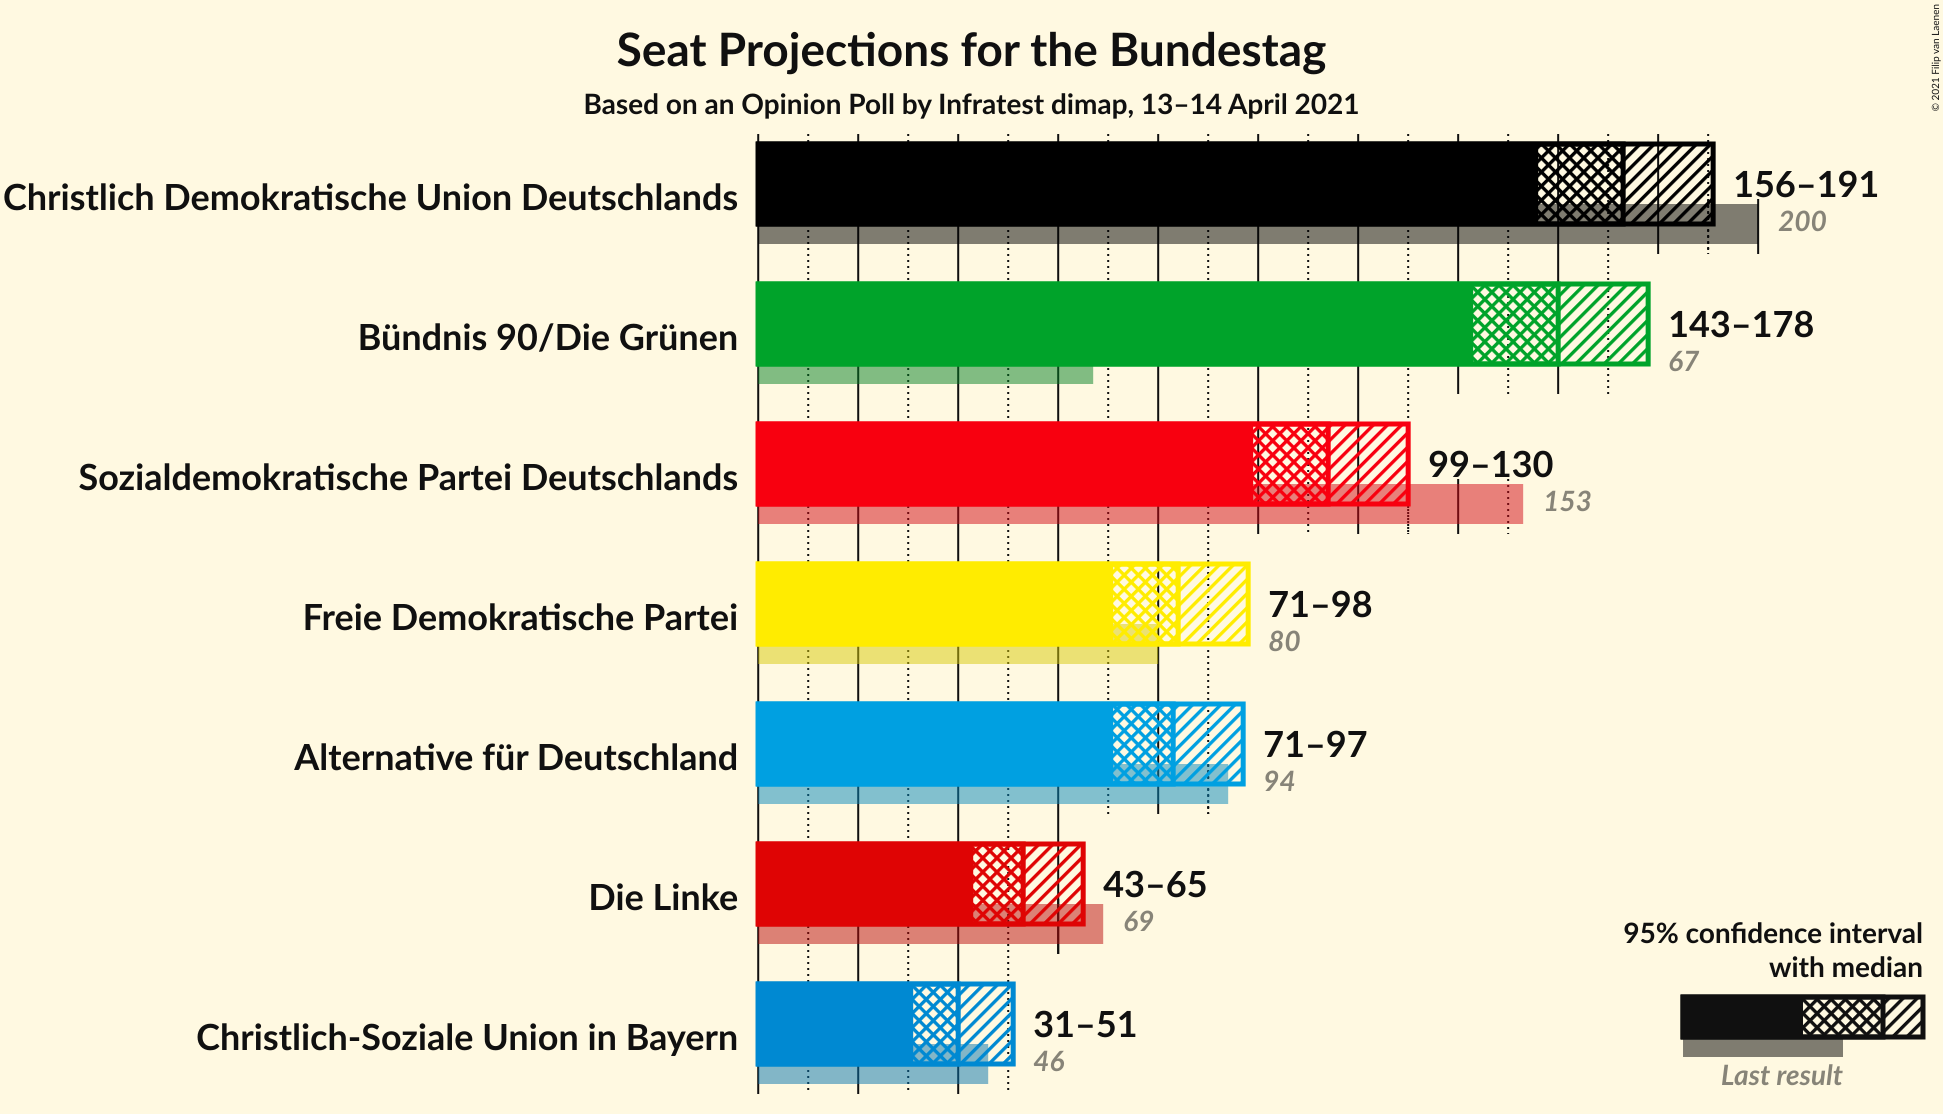 Seat Projections for the Bundestag
Based on an Opinion Poll by Infratest dimap, 13–14 April 2021
© 2021 Filip van Laenen
Christlich Demokratische Union Deutschlands
156–191
200
Bündnis 90/Die Grünen
143–178
67
Sozialdemokratische Partei Deutschlands
99–130
153
Freie Demokratische Partei
71–98
80
Alternative für Deutschland
71–97
94
Die Linke
43–65
69
Christlich-Soziale Union in Bayern
31–51
46
95% confidence interval
with median
Last result